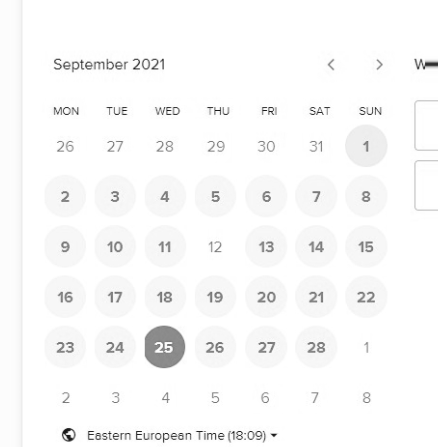 September 2021
MON TUE WED THU FRI SAT SUN
26 27 28 29 30 31 1
2 3 4 5 6 7 8
9 10 11 12 13 14 15
16 17 18 19 20 21 22
23 24 25 26 27 28 1
2 3 4 5 6 7 8
Eastern European Time (18:09)